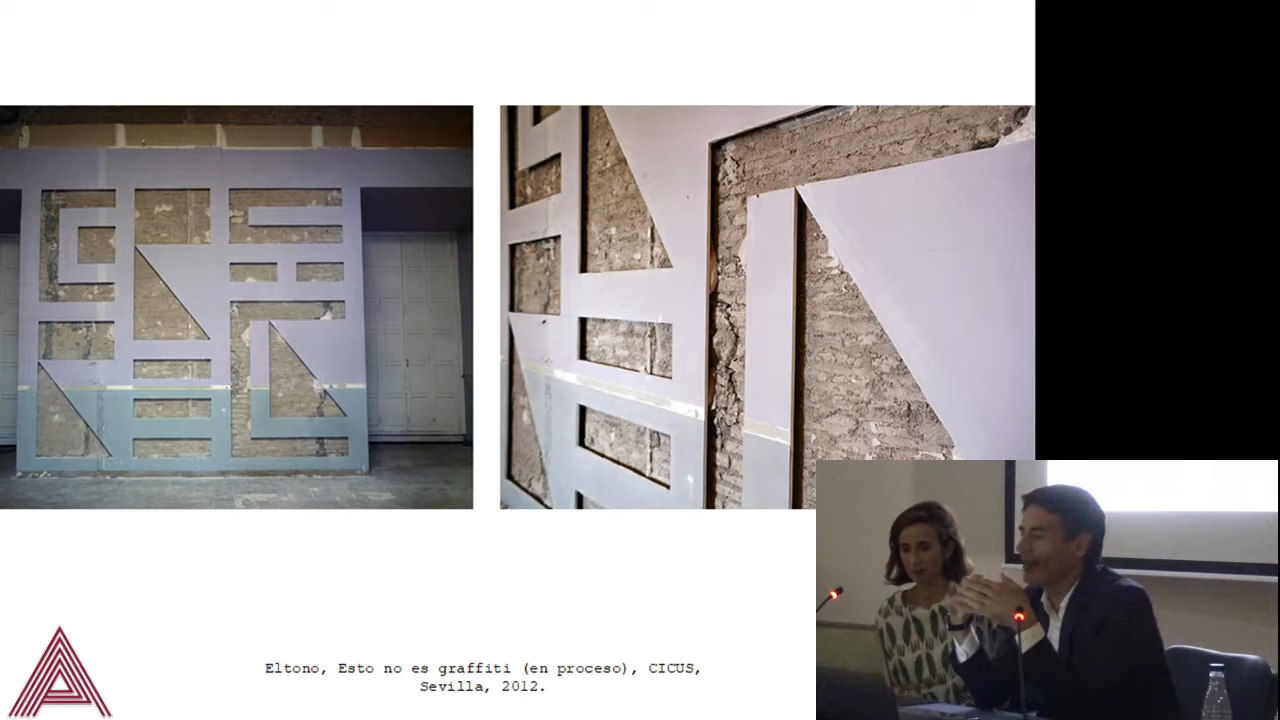 Eltono, Esto no es graffiti (en proceso), CICUS,
Sevilla, 2012.